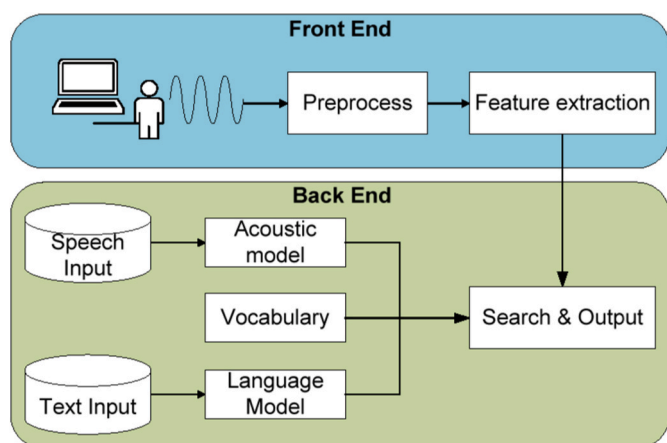 Front End
Preprocess
Feature extraction
Back End
Speech
Input
Acoustic
model
Vocabulary
Search & Output
Text Input
Language
Model